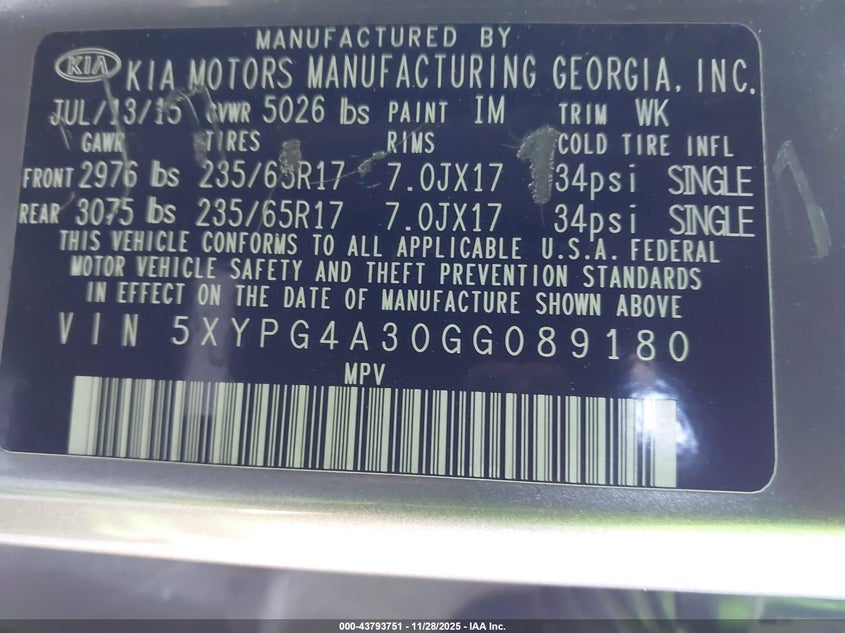 MANUFACTURED BY
KIA KIA MOTORS MANUFACTURING GEORGIA, INC.
JUL/13/15 GVWR 5026 lbs PAINT IM TRIM WK
GAWR TIRES RIMS COLD TIRE INFL
FRONT 2976 lbs 235/65R17 7.0JX17 34psi SINGLE
REAR 3075 lbs 235/65R17 7.0JX17 34psi SINGLE
THIS VEHICLE CONFORMS TO ALL APPLICABLE U.S.A. FEDERAL
MOTOR VEHICLE SAFETY AND THEFT PREVENTION STANDARDS
IN EFFECT ON THE DATE OF MANUFACTURE SHOWN ABOVE
VIN 5XYPG4A30GG089180
MPV
000-43793751 — 11/28/2025 — IAA Inc.